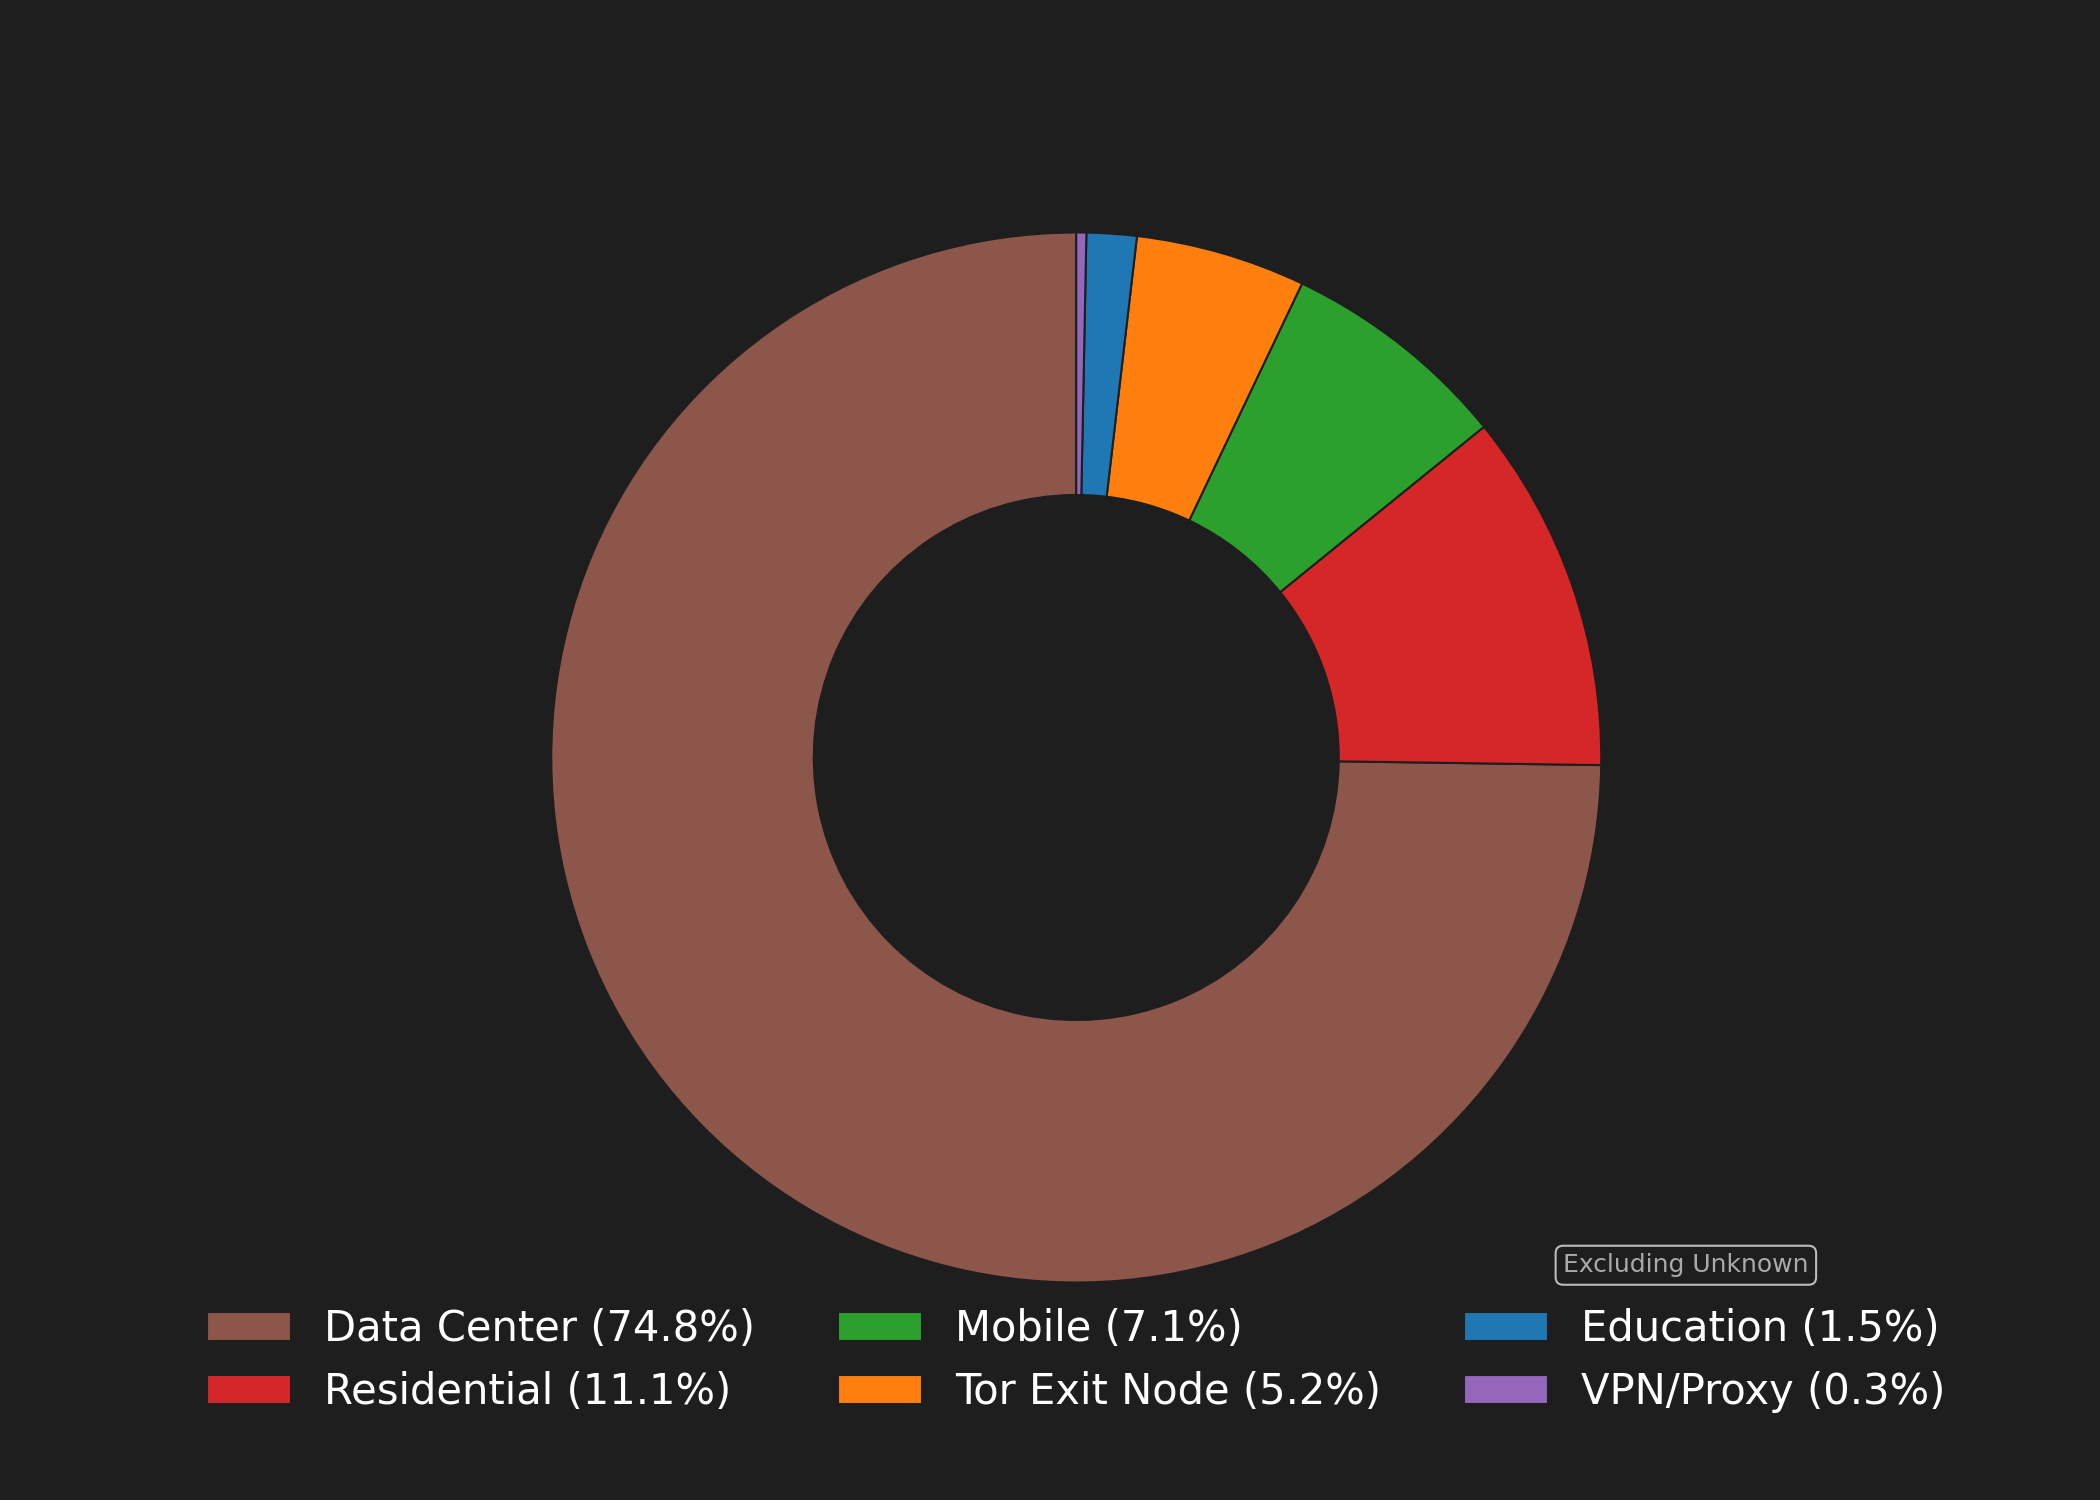 Excluding Unknown
Data Center (74.8%)
Residential (11.1%)
Mobile (7.1%)
Tor Exit Node (5.2%)
Education (1.5%)
VPN/Proxy (0.3%)